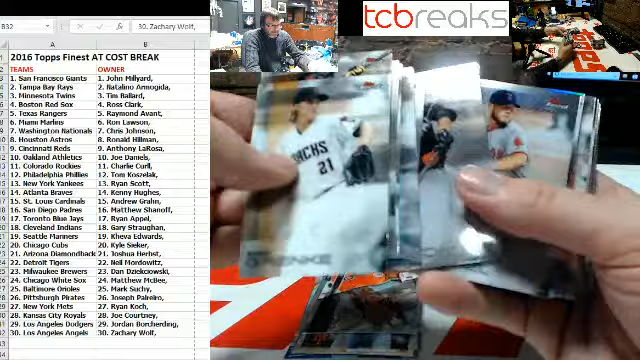 tcbreaks
B32
30. Zachary Wolf,
A
B
2016 Topps Finest AT COST BREAK
TEAMS OWNER
1. San Francisco Giants 1. John Millyard,
2. Tampa Bay Rays 2. Natalino Armogida,
3. Minnesota Twins 3. Tim Ballard,
4. Boston Red Sox 4. Ross Clark,
5. Texas Rangers 5. Raymond Avant,
6. Miami Marlins 6. Ron Lawson,
7. Washington Nationals 7. Chris Johnson,
8. Houston Astros 8. Ronald Hillman,
9. Cincinnati Reds 9. Anthony LaRosa,
10. Oakland Athletics 10. Joe Daniels,
11. Colorado Rockies 11. Charlie Curll,
12. Philadelphia Phillies 12. Tom Koszelak,
13. New York Yankees 13. Ryan Scott,
14. Atlanta Braves 14. Kenny Hughes,
15. St. Louis Cardinals 15. Andrew Grahn,
16. San Diego Padres 16. Matthew Shanoff,
17. Toronto Blue Jays 17. Ryan Appel,
18. Cleveland Indians 18. Gary Straughan,
19. Seattle Mariners 19. Kheva Edwards,
20. Chicago Cubs 20. Kyle Sieker,
21. Arizona Diamondback 21. Joshua Herbst,
22. Detroit Tigers 22. Neil Mordowitz,
23. Milwaukee Brewers 23. Dan Dziekciowski,
24. Chicago White Sox 24. Matthew McBee,
25. Baltimore Orioles 25. Mark Suchy,
26. Pittsburgh Pirates 26. Joseph Palreiro,
27. New York Mets 27. Ryan Koch,
28. Kansas City Royals 28. Joe Courtney,
29. Los Angeles Dodgers 29. Jordan Borcherding,
30. Los Angeles Angels 30. Zachary Wolf,
21